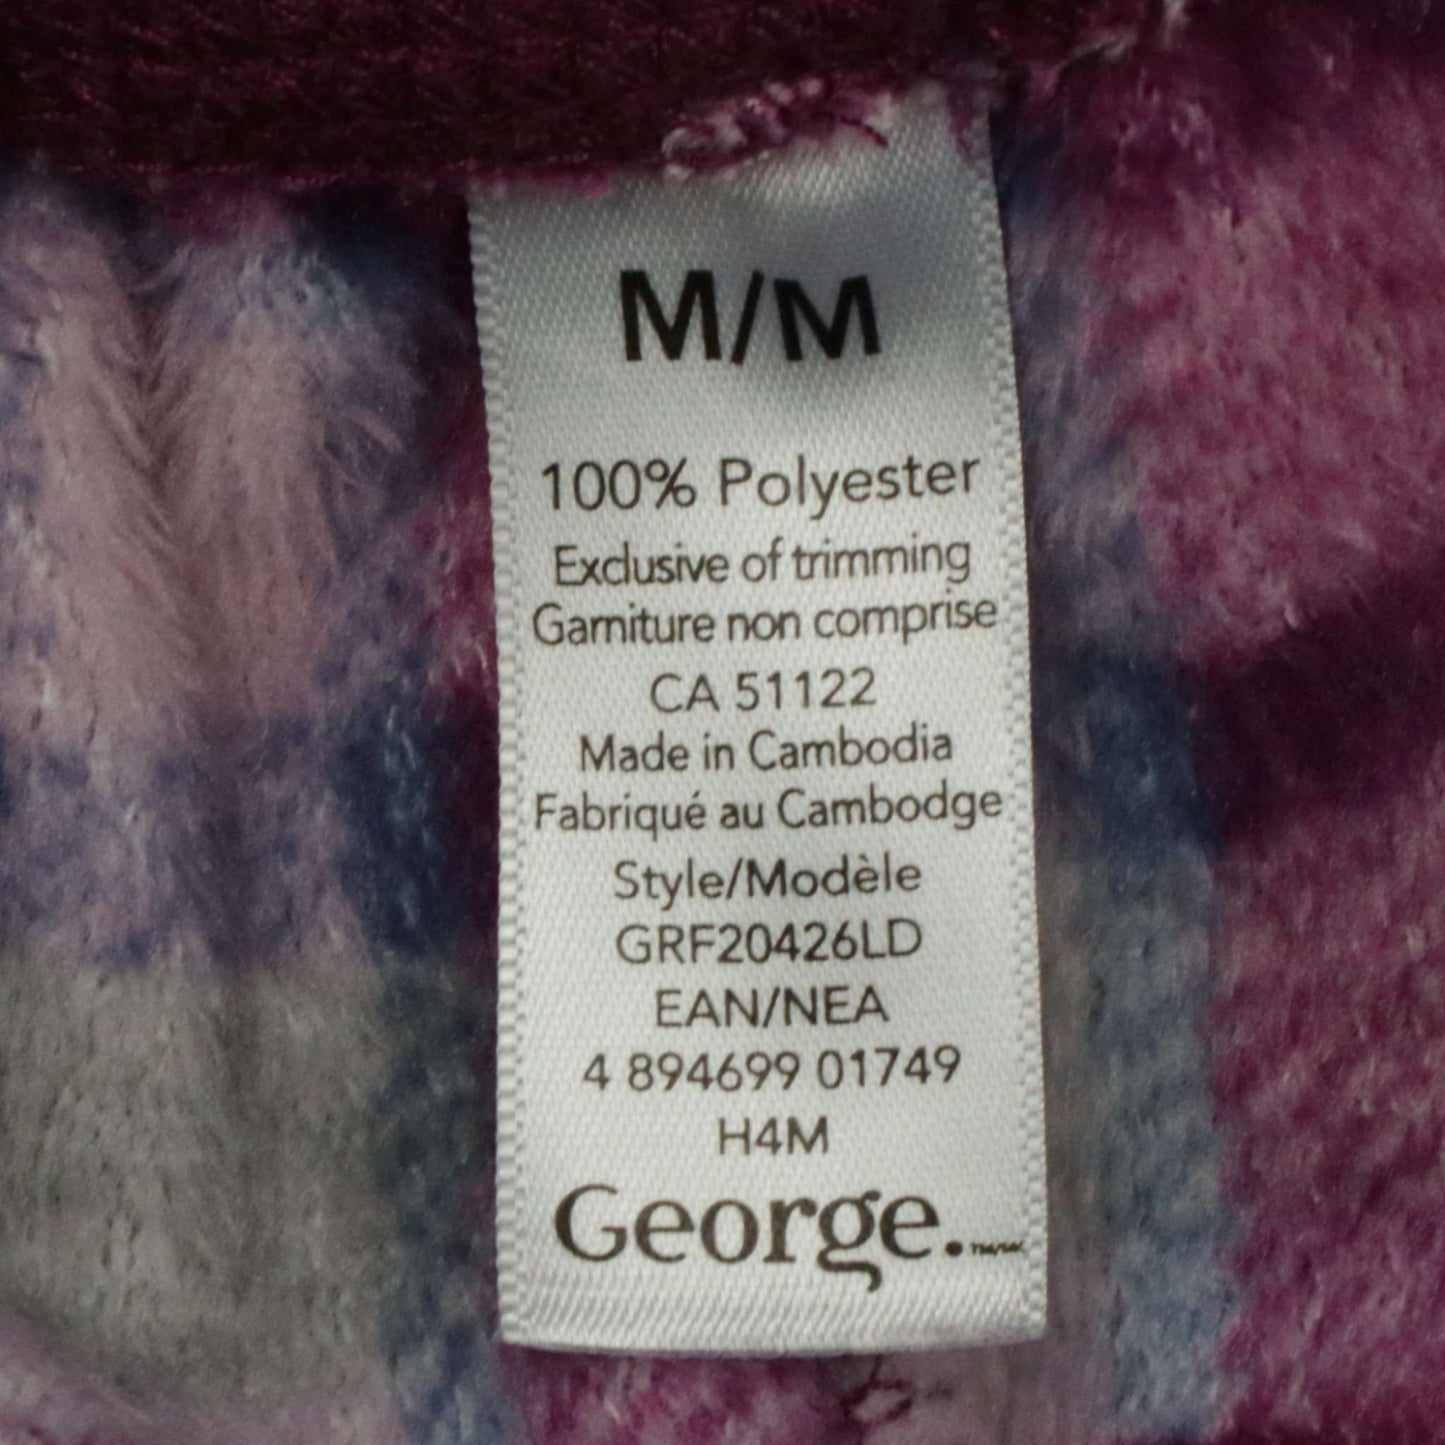 M/M
100% Polyester
Exclusive of trimming
Garniture non comprise
CA 51122
Made in Cambodia
Fabriqué au Cambodge
Style/Modèle
GRF20426LD
EAN/NEA
4 894699 01749
H4M
George.